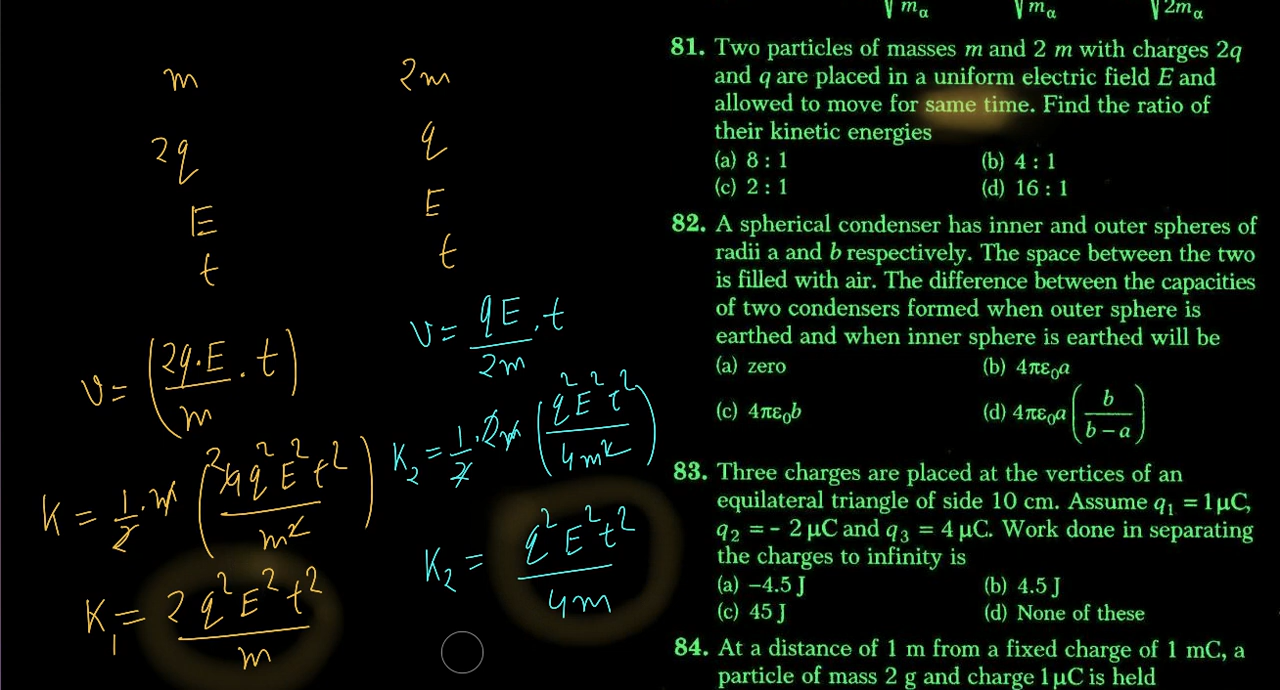 √m_α √m_α √2m_α
81. Two particles of masses m and 2 m with charges 2q
and q are placed in a uniform electric field E and
allowed to move for same time. Find the ratio of
their kinetic energies
(a) 8 : 1 (b) 4 : 1
(c) 2 : 1 (d) 16 : 1
82. A spherical condenser has inner and outer spheres of
radii a and b respectively. The space between the two
is filled with air. The difference between the capacities
of two condensers formed when outer sphere is
earthed and when inner sphere is earthed will be
(a) zero (b) 4πε₀a
(c) 4πε₀b (d) 4πε₀a (b / b – a)
83. Three charges are placed at the vertices of an
equilateral triangle of side 10 cm. Assume q₁ = 1 μC,
q₂ = – 2 μC and q₃ = 4 μC. Work done in separating
the charges to infinity is
(a) –4.5 J (b) 4.5 J
(c) 45 J (d) None of these
84. At a distance of 1 m from a fixed charge of 1 mC, a
particle of mass 2 g and charge 1 μC is held
m 2m
2q q
E E
t t
v = (2q.E / m . t)
v = qE / 2m . t
K = 1/2 . m (4q²E²t² / m²)
K₂ = 1/2 . 2m (q²E²t² / 4m²)
K₁ = 2q²E²t² / m
K₂ = q²E²t² / 4m